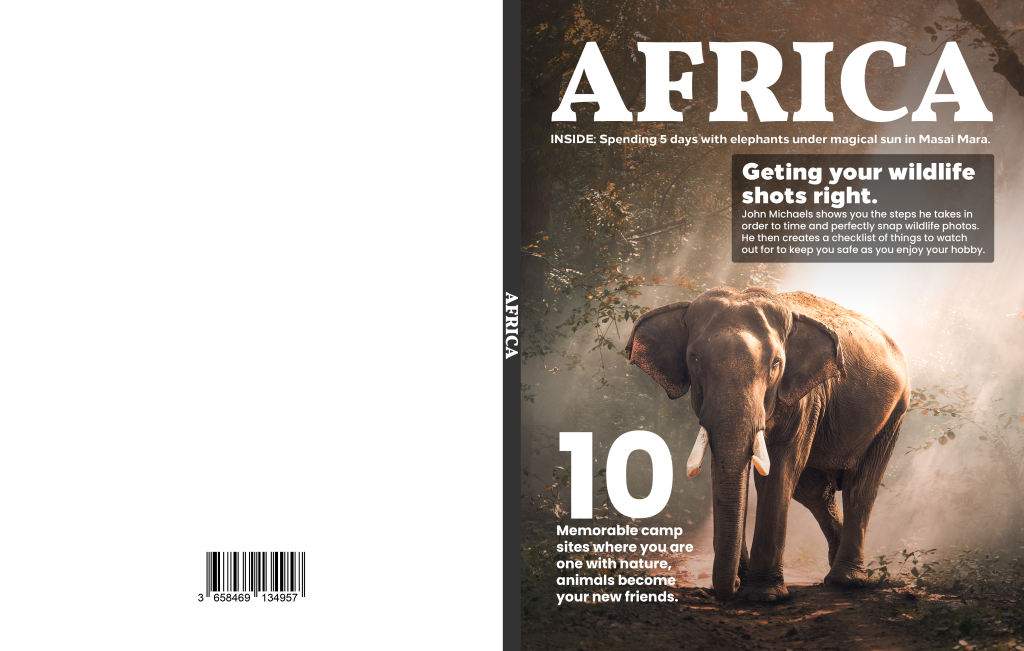 AFRICA
INSIDE: Spending 5 days with elephants under magical sun in Masai Mara.
Geting your wildlife
shots right.
John Michaels shows you the steps he takes in
order to time and perfectly snap wildlife photos.
He then creates a checklist of things to watch
out for to keep you safe as you enjoy your hobby.
AFRICA
10
Memorable camp
sites where you are
one with nature,
animals become
your new friends.
3 658469 134957